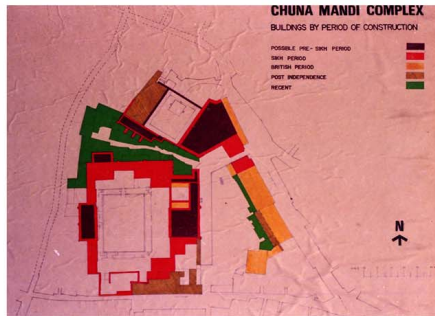 CHUNA MANDI COMPLEX
BUILDINGS BY PERIOD OF CONSTRUCTION
POSSIBLE PRE-SIKH PERIOD
SIKH PERIOD
BRITISH PERIOD
POST INDEPENDENCE
RECENT
N